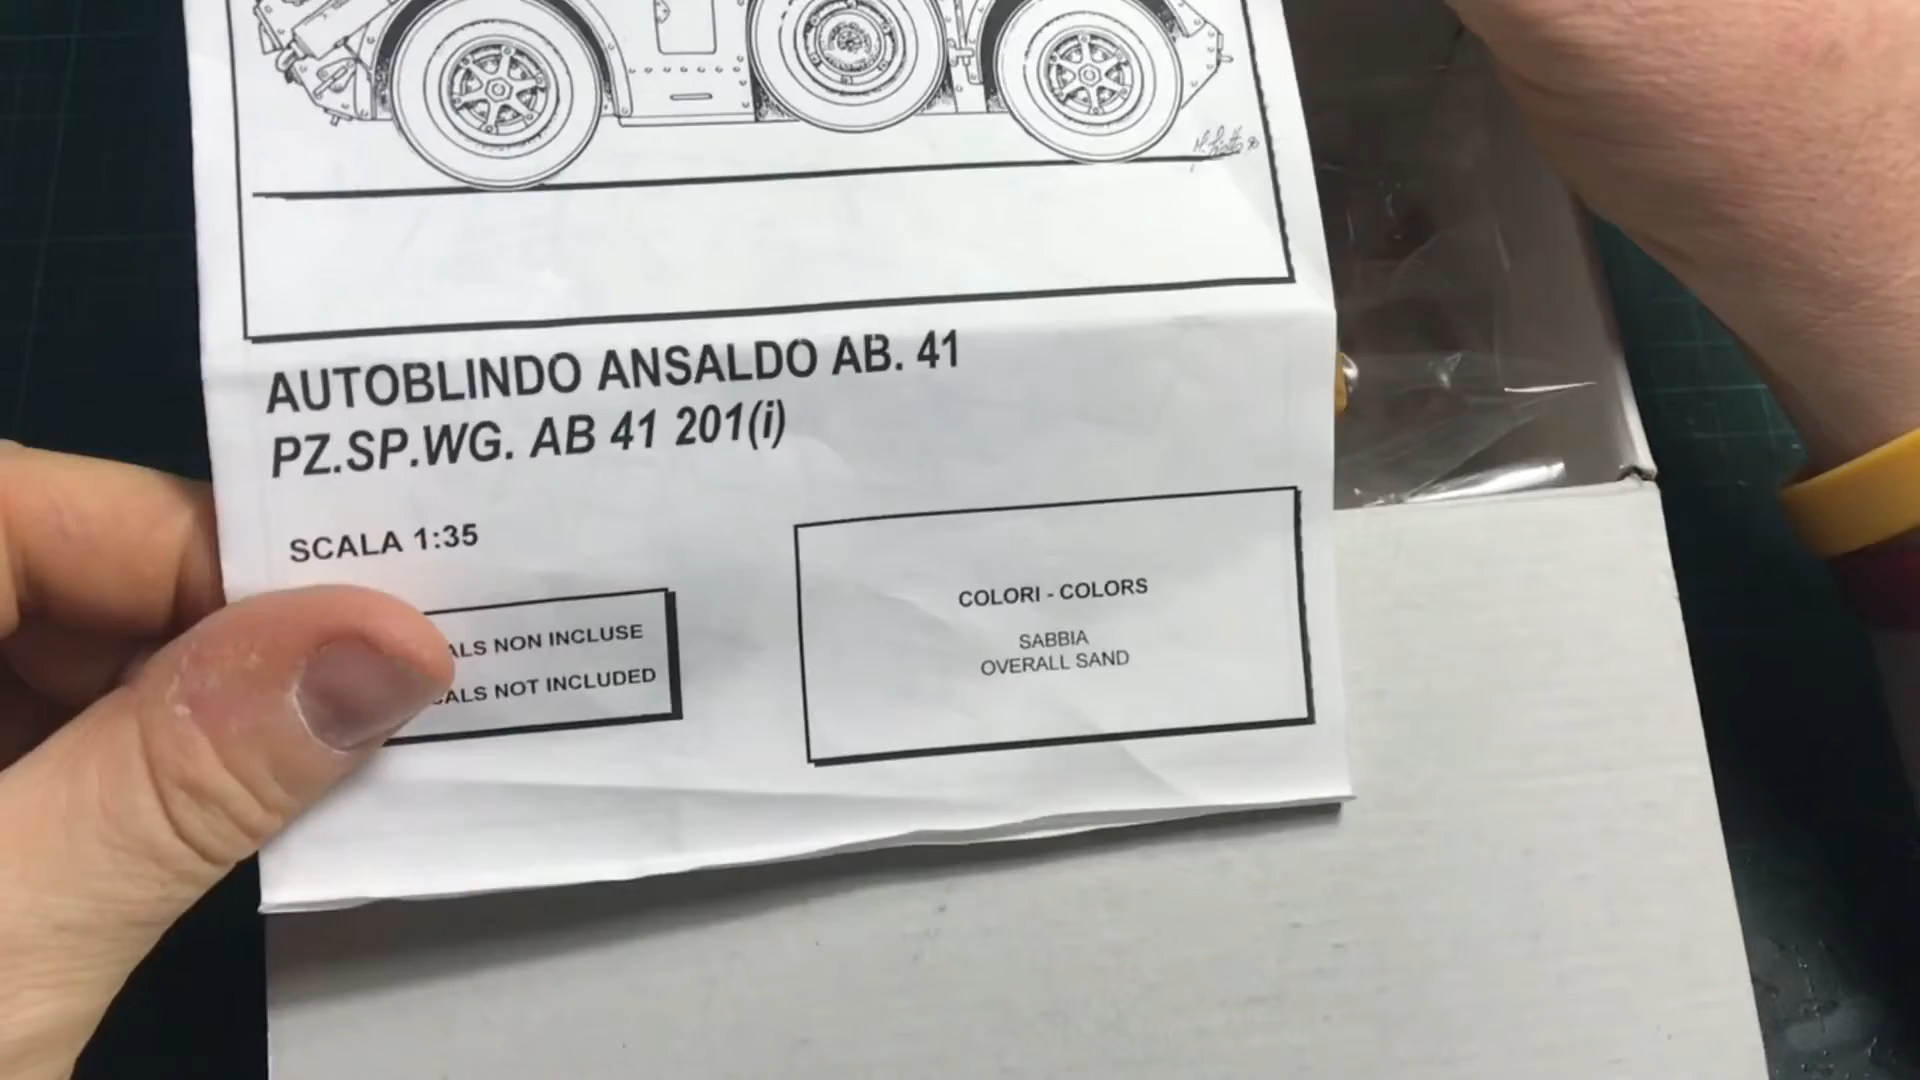 AUTOBLINDO ANSALDO AB. 41
PZ.SP.WG. AB 41 201(i)
SCALA 1:35
ALS NON INCLUSE
CALS NOT INCLUDED
COLORI - COLORS
SABBIA
OVERALL SAND